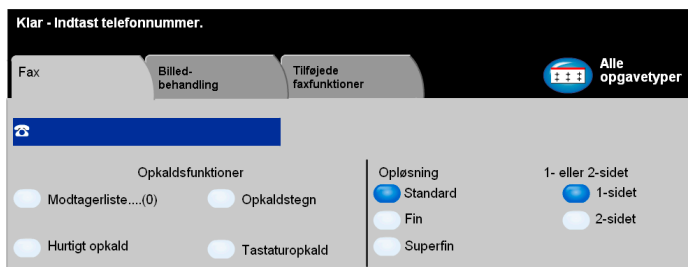 Klar - Indtast telefonnummer.
Fax
Billed-
behandling
Tilføjede
faxfunktioner
Alle
opgavetyper
Opkaldsfunktioner
Modtagerliste....(0)
Opkaldstegn
Hurtigt opkald
Tastaturopkald
Opløsning
Standard
Fin
Superfin
1- eller 2-sidet
1-sidet
2-sidet